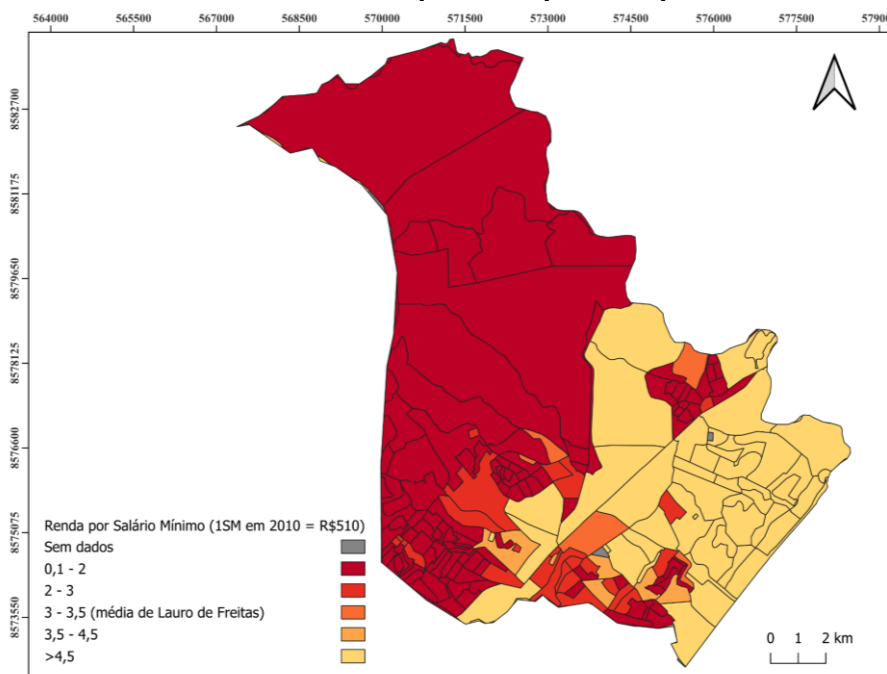 564000 565500 567000 568500 570000 571500 573000 574500 576000 577500 57900
8582700
8581175
8579650
8578125
8576600
8575075
8573550
Renda por Salário Mínimo (1SM em 2010 = R$510)
Sem dados
0,1 - 2
2 - 3
3 - 3,5 (média de Lauro de Freitas)
3,5 - 4,5
>4,5
0 1 2 km